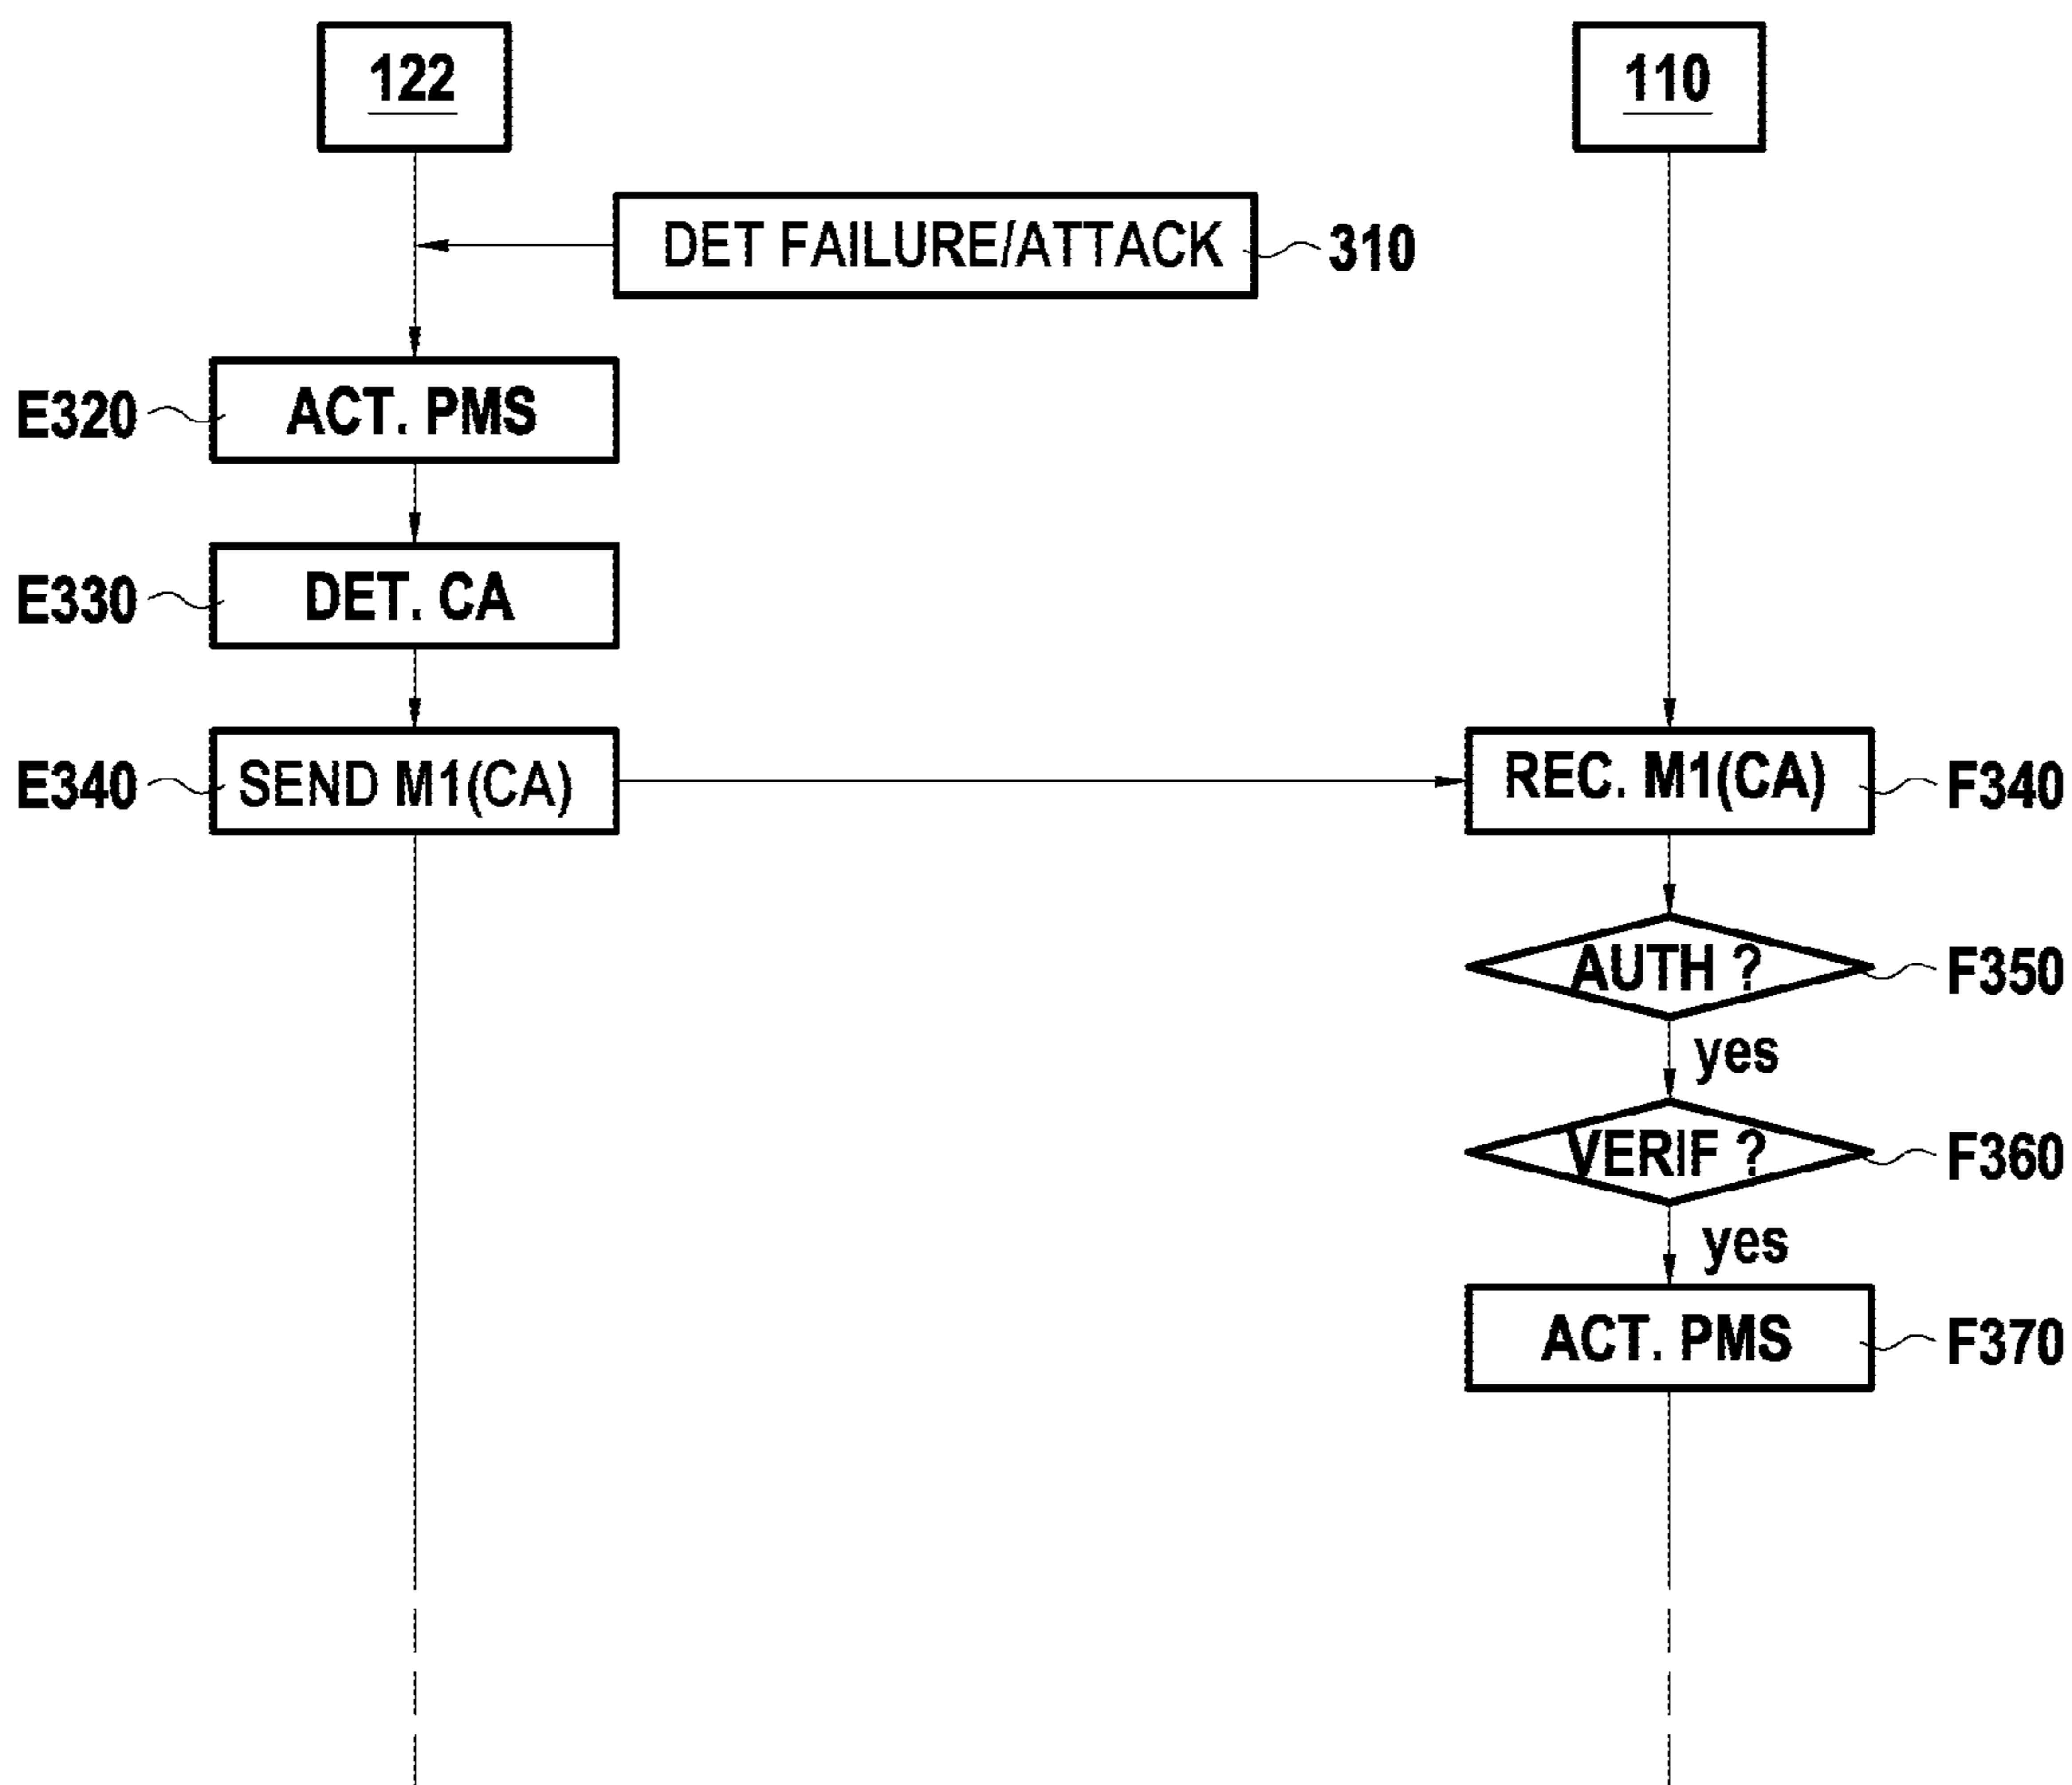 122
110
DET FAILURE/ATTACK
310
E320
ACT. PMS
E330
DET. CA
E340
SEND M1(CA)
REC. M1(CA)
F340
AUTH ?
F350
yes
VERIF ?
F360
yes
ACT. PMS
F370